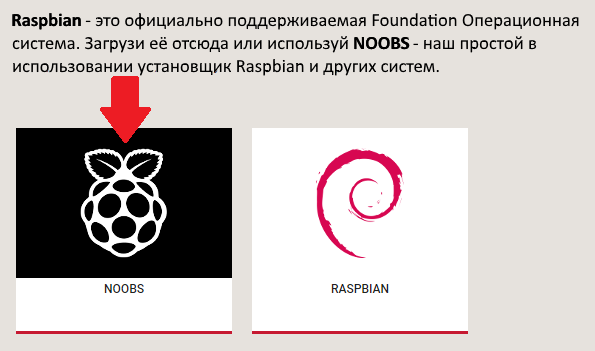 Raspbian - это официально поддерживаемая Foundation Операционная
система. Загрузи её отсюда или используй NOOBS - наш простой в
использовании установщик Raspbian и других систем.
NOOBS
RASPBIAN